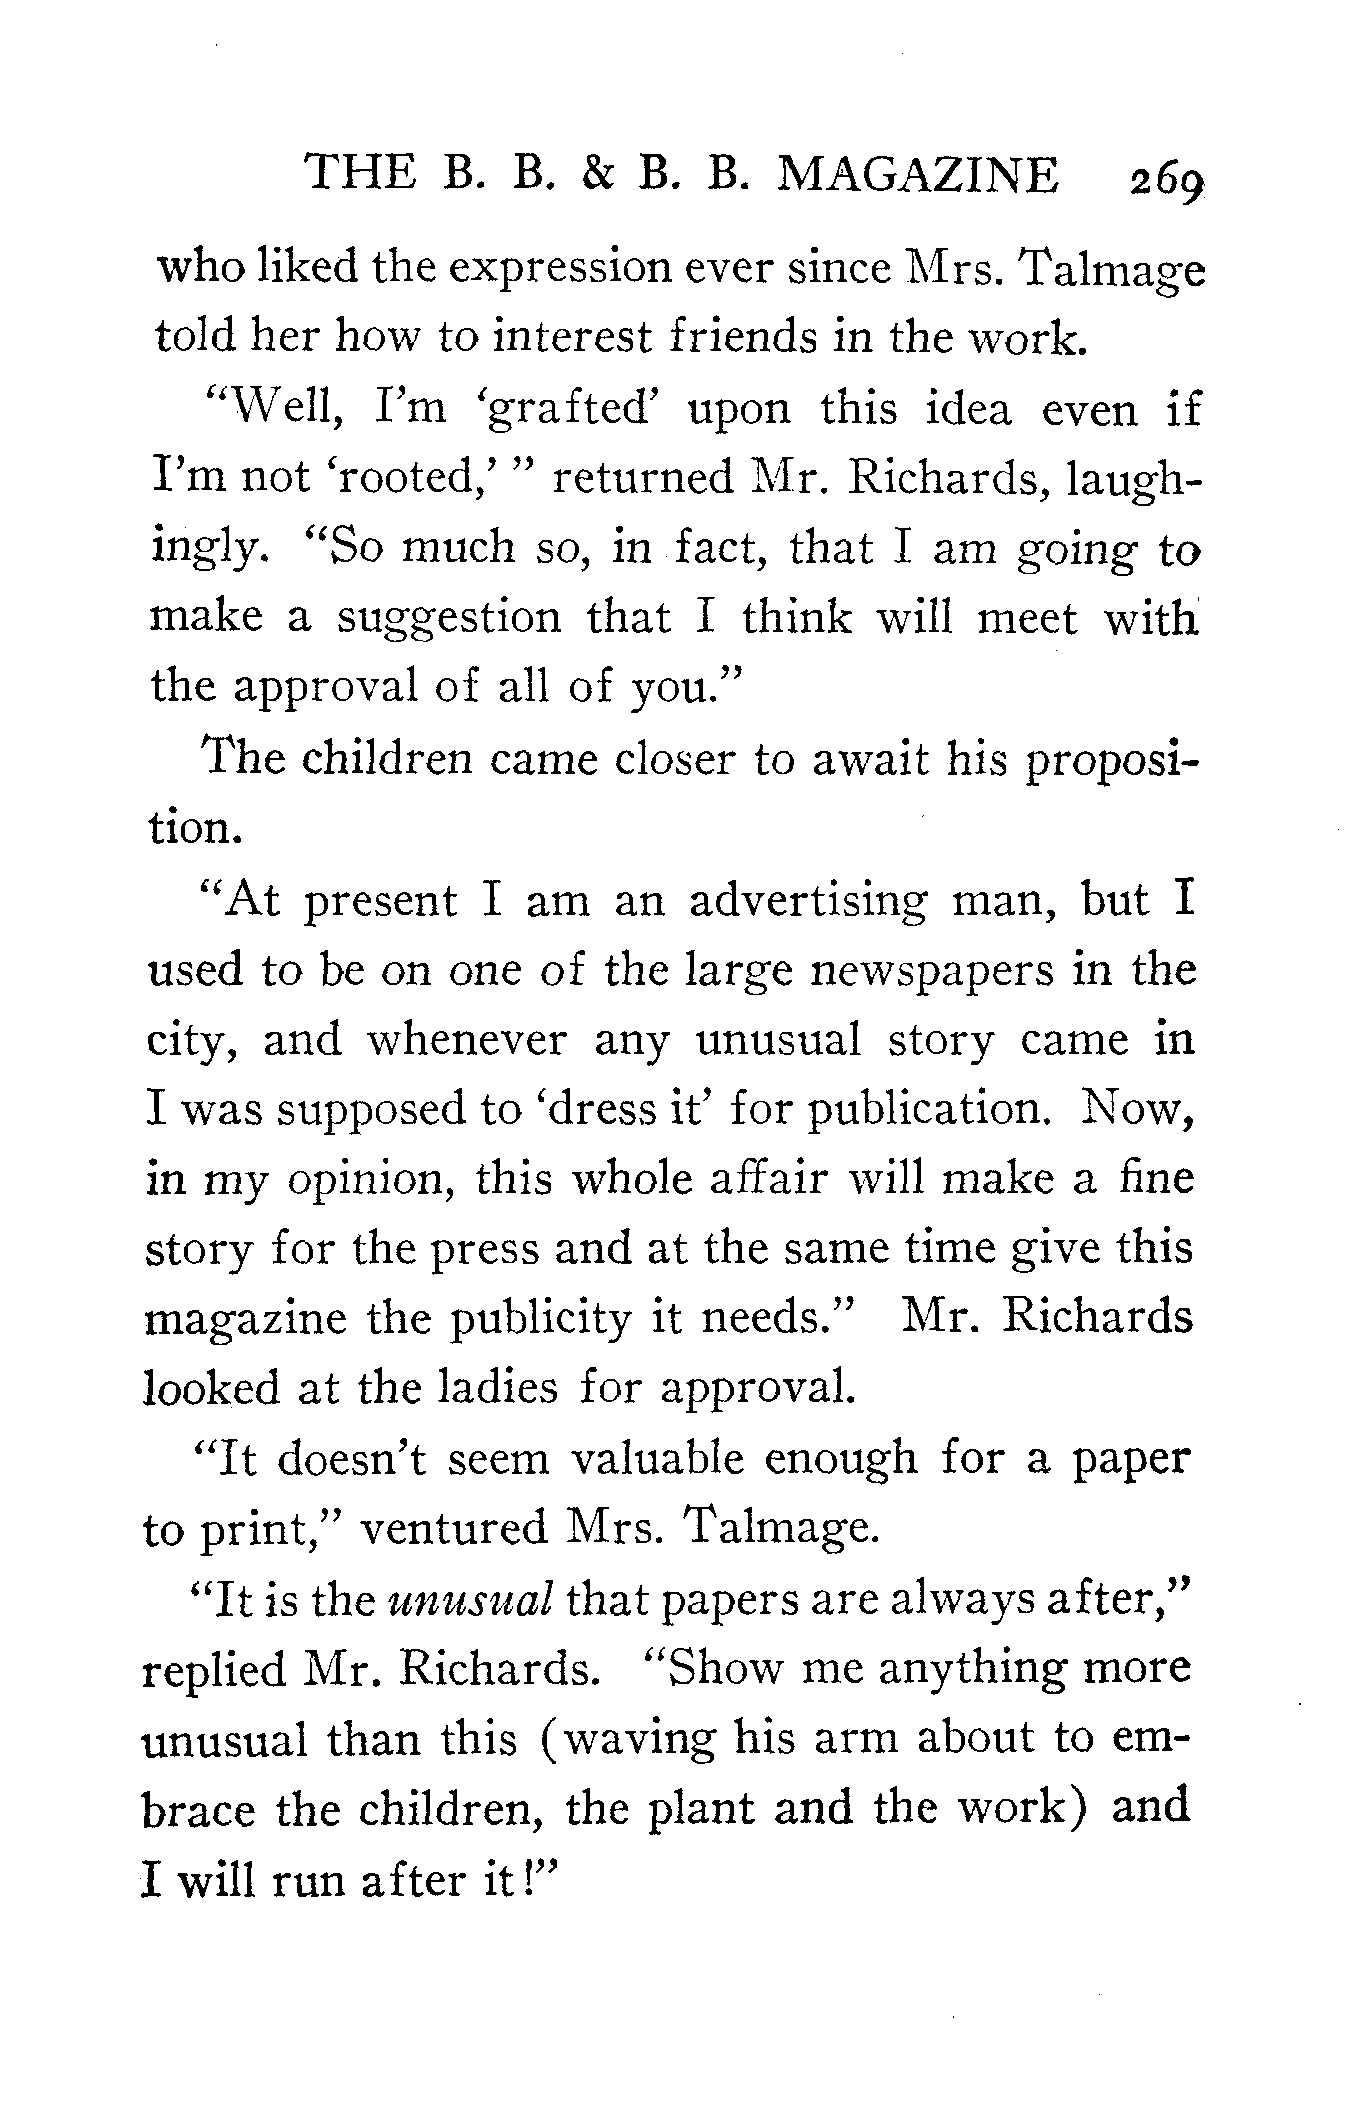 THE B. B. & B. B. MAGAZINE 269
who liked the expression ever since Mrs. Talmage
told her how to interest friends in the work.
“Well, I’m ‘grafted’ upon this idea even if
I’m not ‘rooted,’ ” returned Mr. Richards, laugh-
ingly. “So much so, in fact, that I am going to
make a suggestion that I think will meet with
the approval of all of you.”
The children came closer to await his proposi-
tion.
“At present I am an advertising man, but I
used to be on one of the large newspapers in the
city, and whenever any unusual story came in
I was supposed to ‘dress it’ for publication. Now,
in my opinion, this whole affair will make a fine
story for the press and at the same time give this
magazine the publicity it needs.” Mr. Richards
looked at the ladies for approval.
“It doesn’t seem valuable enough for a paper
to print,” ventured Mrs. Talmage.
“It is the unusual that papers are always after,”
replied Mr. Richards. “Show me anything more
unusual than this (waving his arm about to em-
brace the children, the plant and the work) and
I will run after it!”